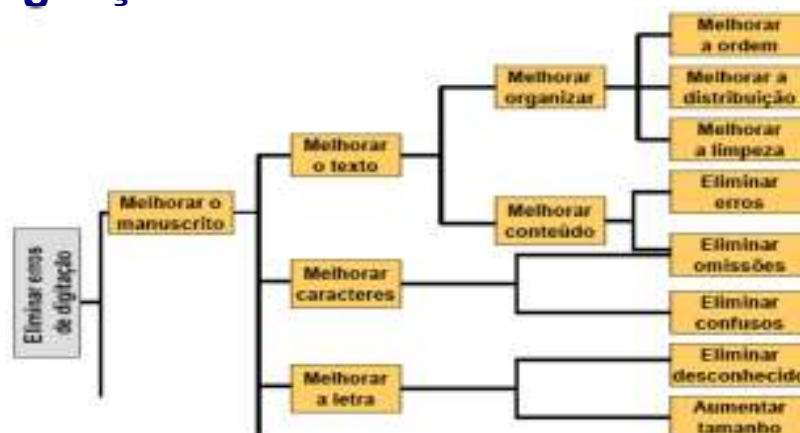 Melhorar
a ordem
Melhorar
organizar
Melhorar a
distribuição
Melhorar
a limpeza
Melhorar
o texto
Melhorar o
manuscrito
Melhorar
conteúdo
Eliminar
erros
Eliminar
omissões
Eliminar erros
de digitação
Melhorar
caracteres
Eliminar
confusos
Melhorar
a letra
Eliminar
desconhecido
Aumentar
tamanho